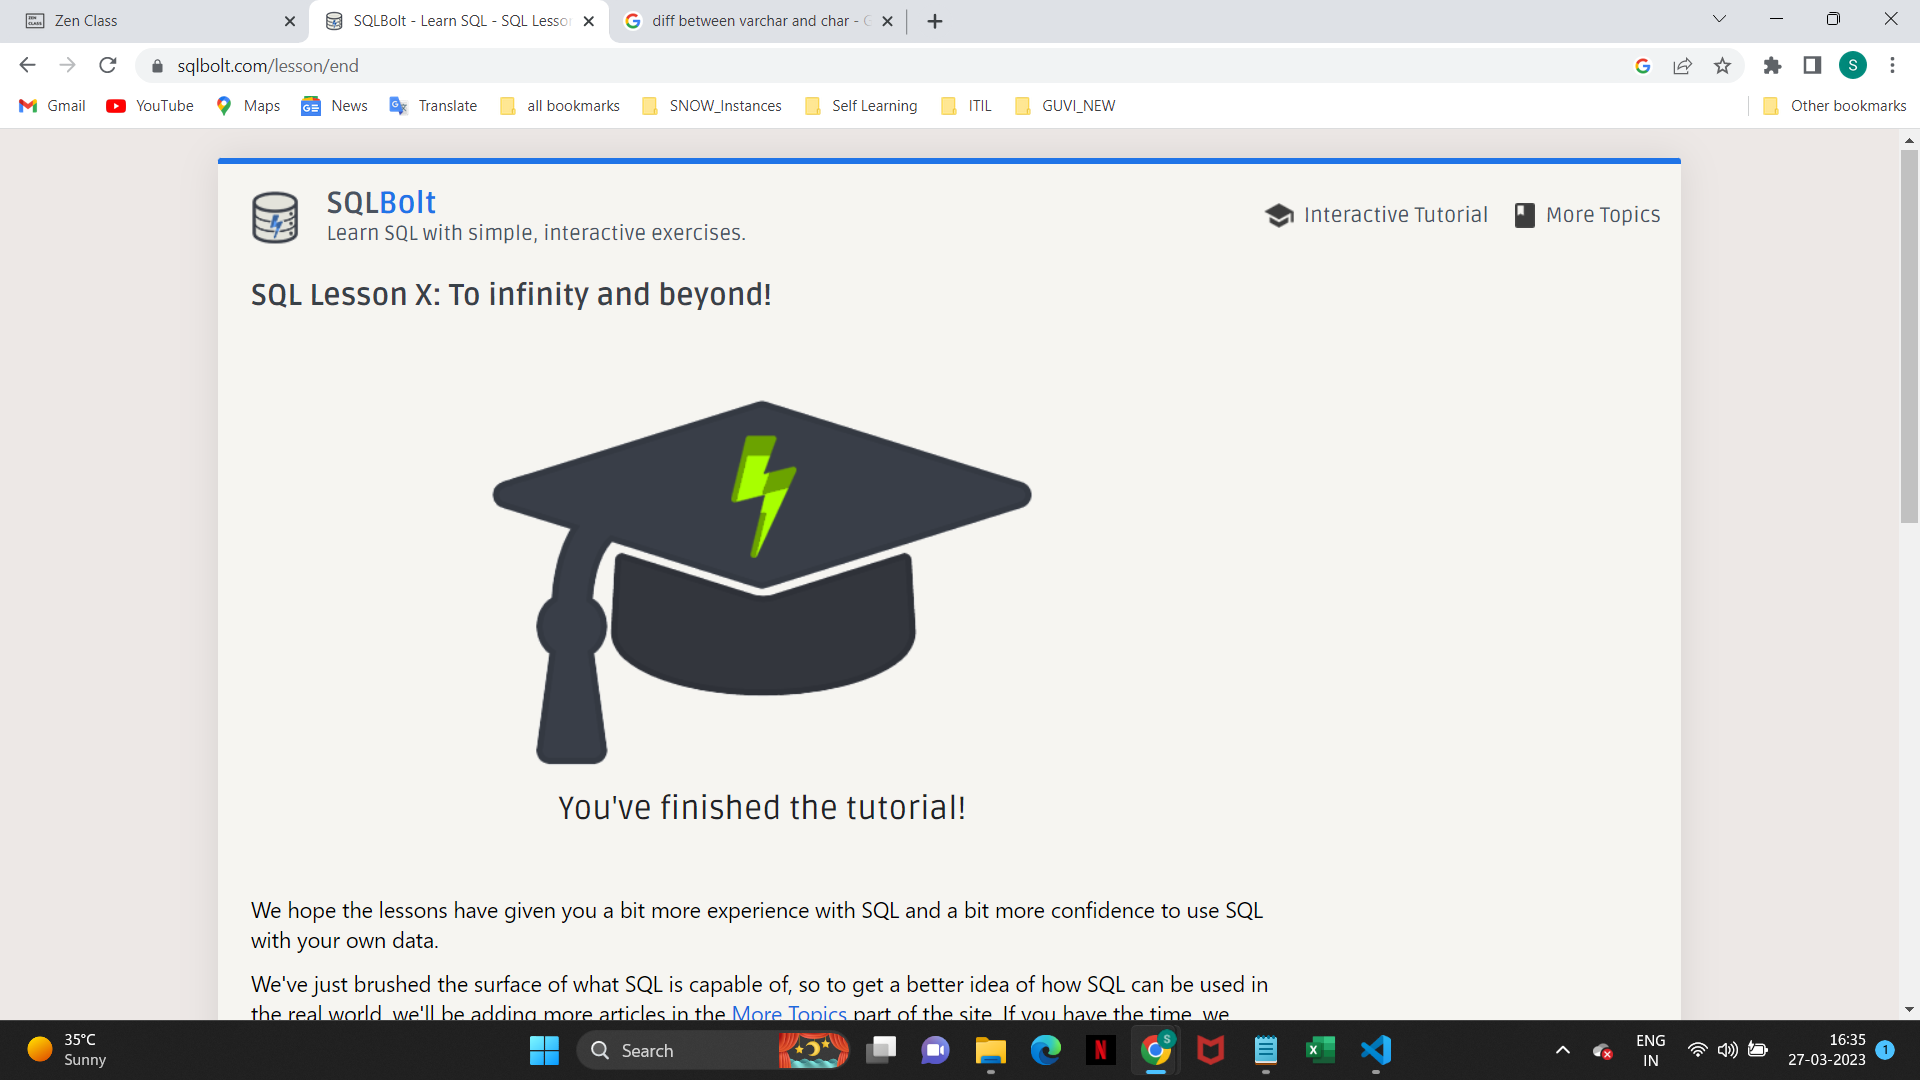 Zen Class
SQLBolt - Learn SQL - SQL Lesson
diff between varchar and char - G
sqlbolt.com/lesson/end
S
Gmail
YouTube
Maps
News
Translate
all bookmarks
SNOW_Instances
Self Learning
ITIL
GUVI_NEW
Other bookmarks
SQLBolt
Learn SQL with simple, interactive exercises.
Interactive Tutorial
More Topics
SQL Lesson X: To infinity and beyond!
You've finished the tutorial!
We hope the lessons have given you a bit more experience with SQL and a bit more confidence to use SQL
with your own data.
We've just brushed the surface of what SQL is capable of, so to get a better idea of how SQL can be used in
the real world, we'll be adding more articles in the More Topics part of the site. If you have the time, we
35°C
Sunny
Search
ENG
IN
16:35
27-03-2023
1